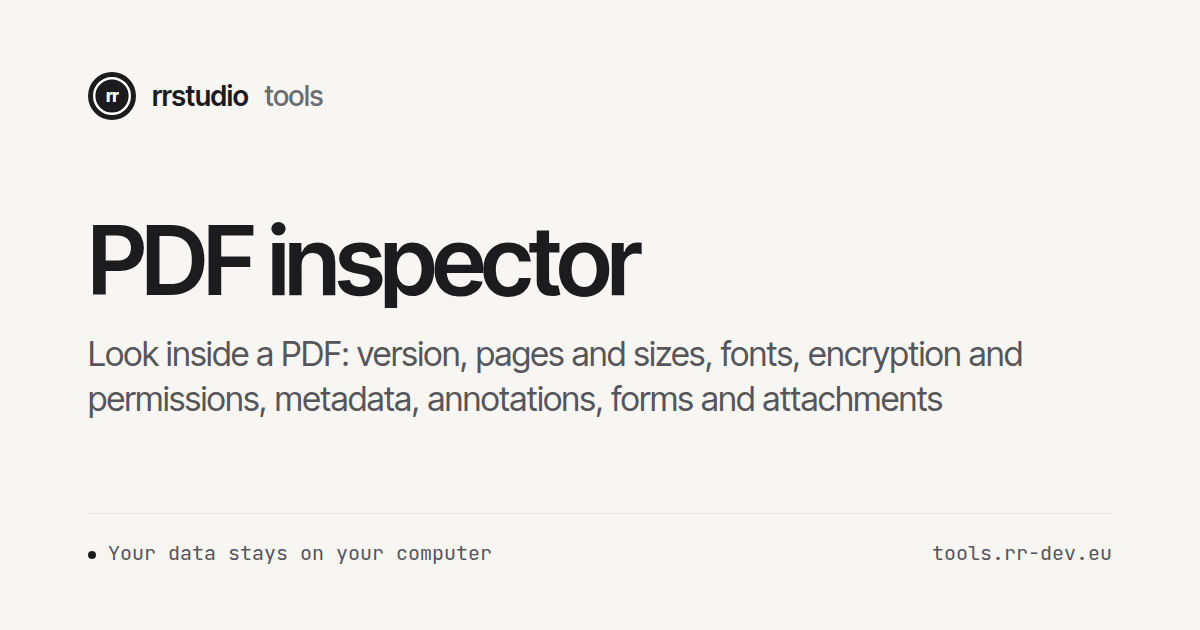 rr rrstudio tools
PDF inspector
Look inside a PDF: version, pages and sizes, fonts, encryption and
permissions, metadata, annotations, forms and attachments
Your data stays on your computer
tools.rr-dev.eu